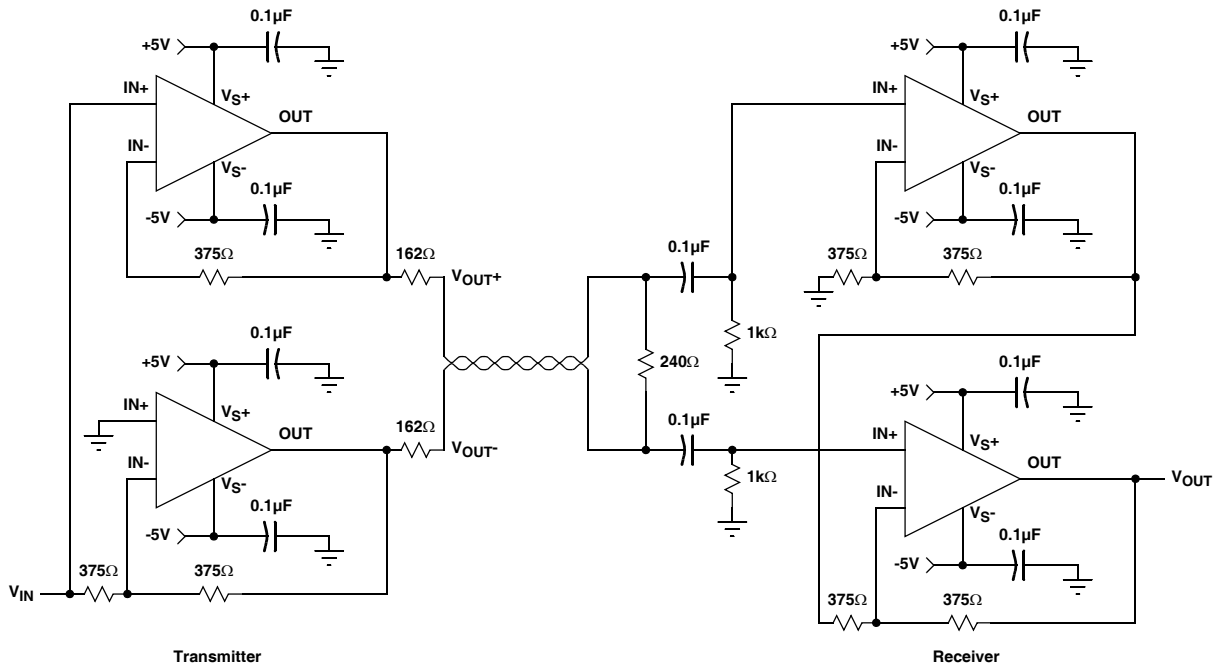 0.1µF
+5V
IN+
VS+
OUT
IN-
VS-
0.1µF
-5V
375Ω
162Ω
VOUT+
0.1µF
+5V
IN+
VS+
OUT
162Ω
IN-
VOUT-
VS-
0.1µF
-5V
375Ω
375Ω
VIN
Transmitter
0.1µF
1kΩ
240Ω
0.1µF
1kΩ
0.1µF
+5V
IN+
VS+
OUT
IN-
VS-
0.1µF
-5V
375Ω
375Ω
0.1µF
+5V
IN+
VS+
OUT
VOUT
IN-
VS-
0.1µF
-5V
375Ω
375Ω
Receiver